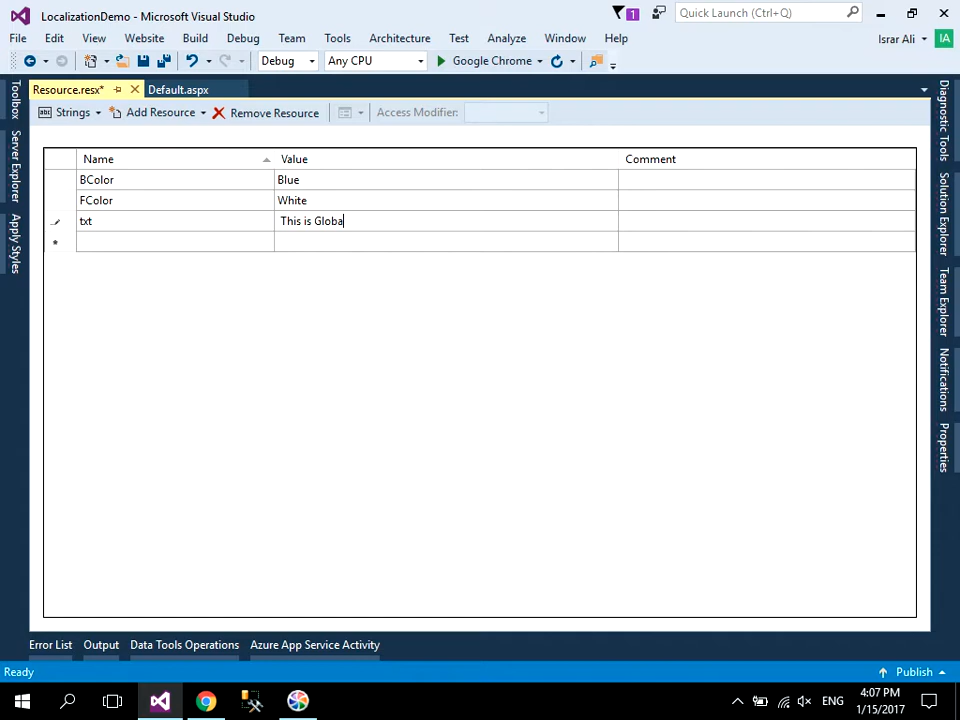 LocalizationDemo - Microsoft Visual Studio
1
Quick Launch (Ctrl+Q)
File Edit View Website Build Debug Team Tools Architecture Test Analyze Window Help
Israr Ali IA
Debug Any CPU Google Chrome
Resource.resx* Default.aspx
abc Strings Add Resource Remove Resource Access Modifier:
Name Value Comment
BColor Blue
FColor White
txt This is Globa
*
Toolbox
Server Explorer
Apply Styles
Diagnostic Tools
Solution Explorer
Team Explorer
Notifications
Properties
Error List Output Data Tools Operations Azure App Service Activity
Ready Publish
ENG 4:07 PM
1/15/2017